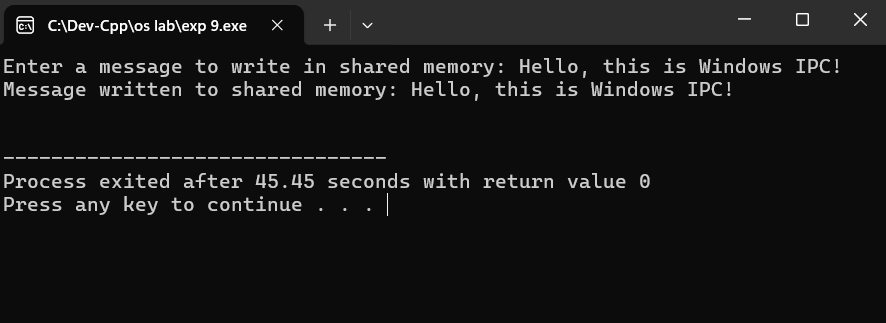 C:\Dev-Cpp\os lab\exp 9.exe
Enter a message to write in shared memory: Hello, this is Windows IPC!
Message written to shared memory: Hello, this is Windows IPC!
--------------------------------
Process exited after 45.45 seconds with return value 0
Press any key to continue . . .